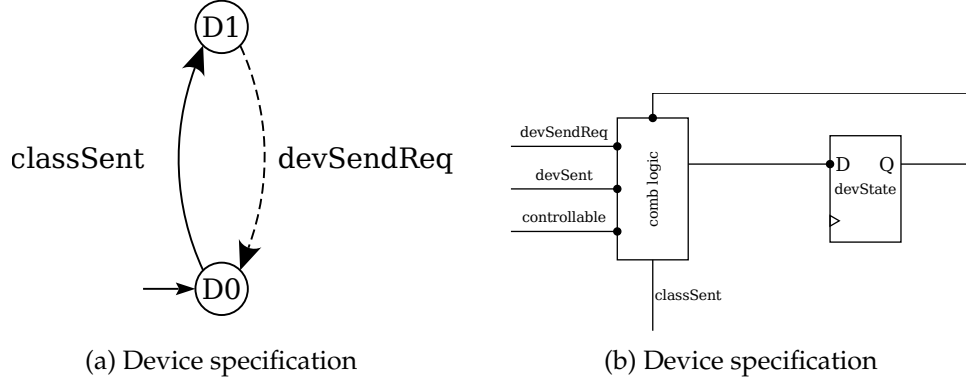 D1
classSent
devSendReq
D0
(a) Device specification
devSendReq
devSent
controllable
comb logic
D Q
devState
classSent
(b) Device specification